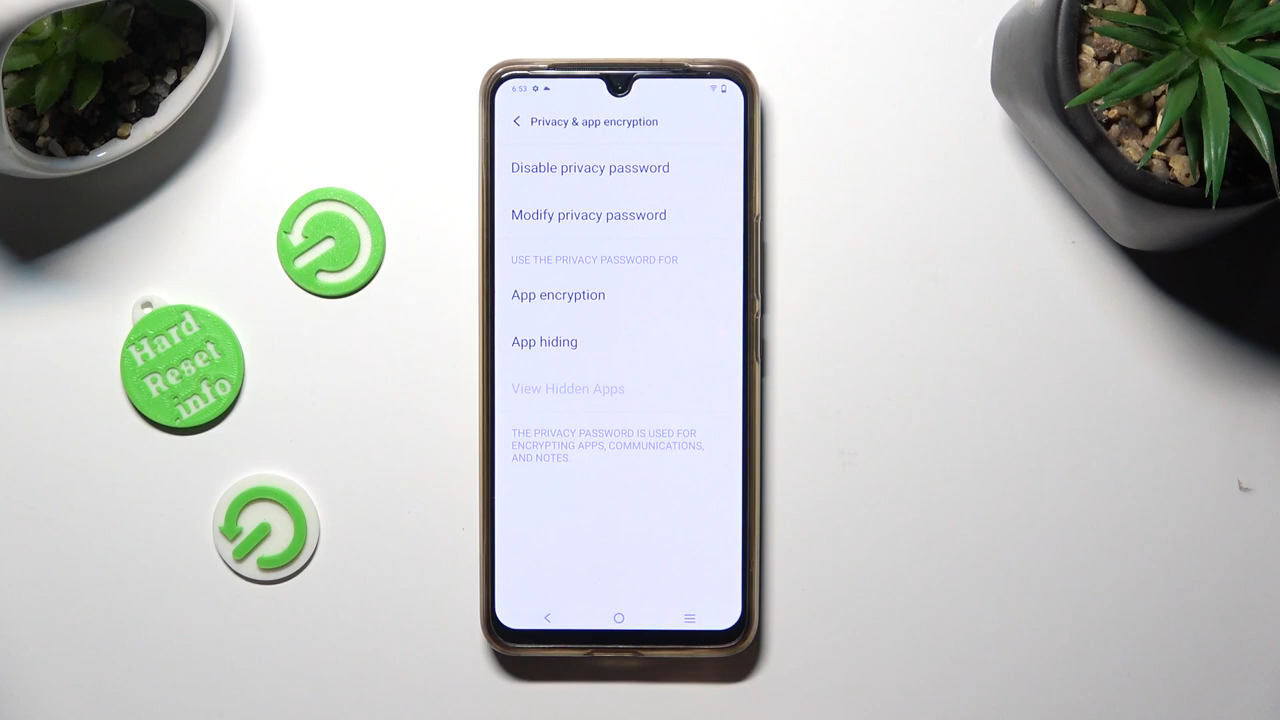 6:53
Privacy & app encryption
Disable privacy password
Modify privacy password
USE THE PRIVACY PASSWORD FOR
App encryption
App hiding
View Hidden Apps
THE PRIVACY PASSWORD IS USED FOR
ENCRYPTING APPS, COMMUNICATIONS,
AND NOTES.
Hard
Reset
.info